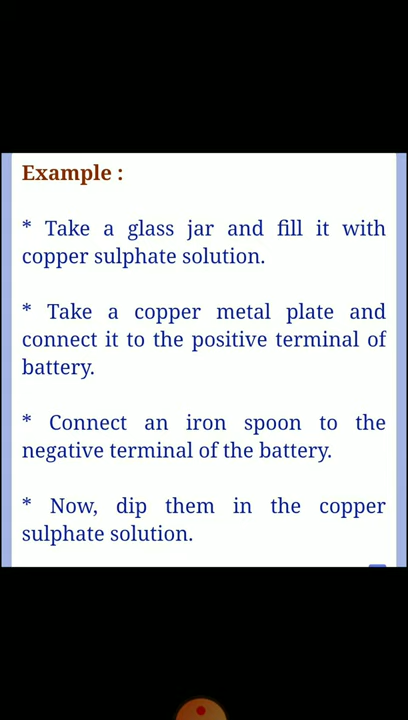 Example :
* Take a glass jar and fill it with
copper sulphate solution.
* Take a copper metal plate and
connect it to the positive terminal of
battery.
* Connect an iron spoon to the
negative terminal of the battery.
* Now, dip them in the copper
sulphate solution.